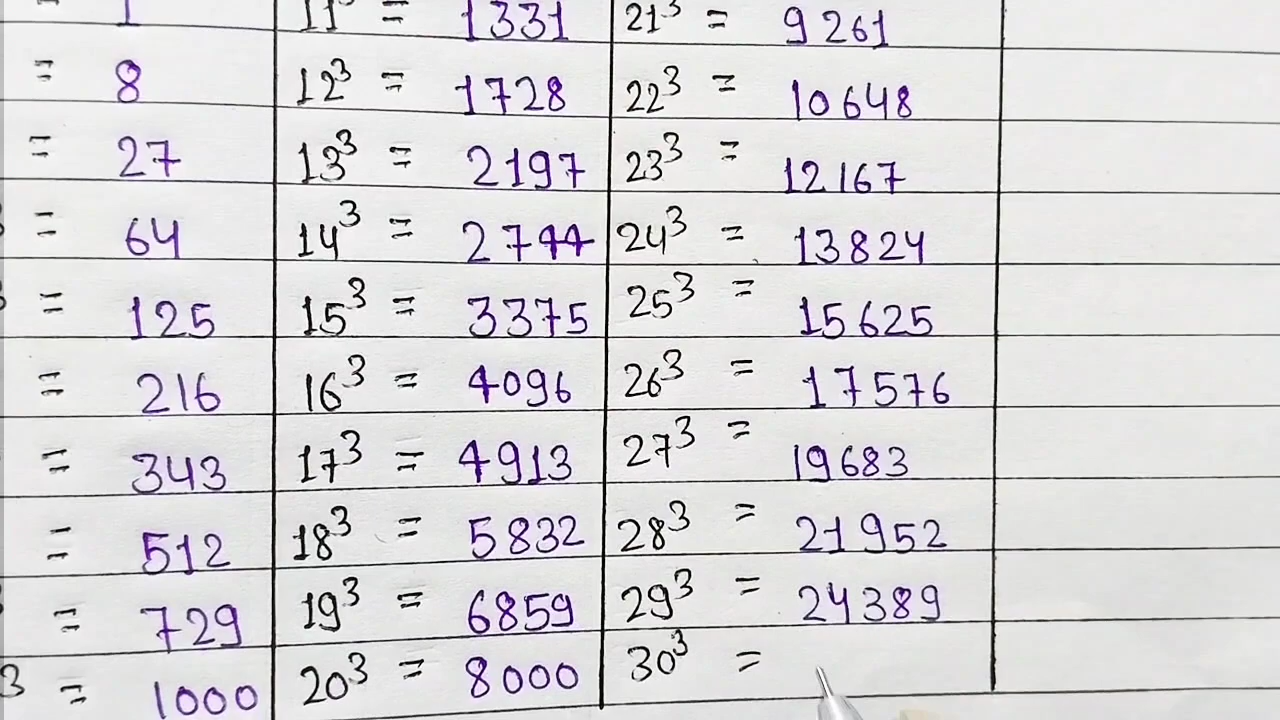 1 11³ = 1331 21³ = 9261
= 8 12³ = 1728 22³ = 10648
= 27 13³ = 2197 23³ = 12167
= 64 14³ = 2744 24³ = 13824
= 125 15³ = 3375 25³ = 15625
= 216 16³ = 4096 26³ = 17576
= 343 17³ = 4913 27³ = 19683
= 512 18³ = 5832 28³ = 21952
= 729 19³ = 6859 29³ = 24389
3 = 1000 20³ = 8000 30³ =